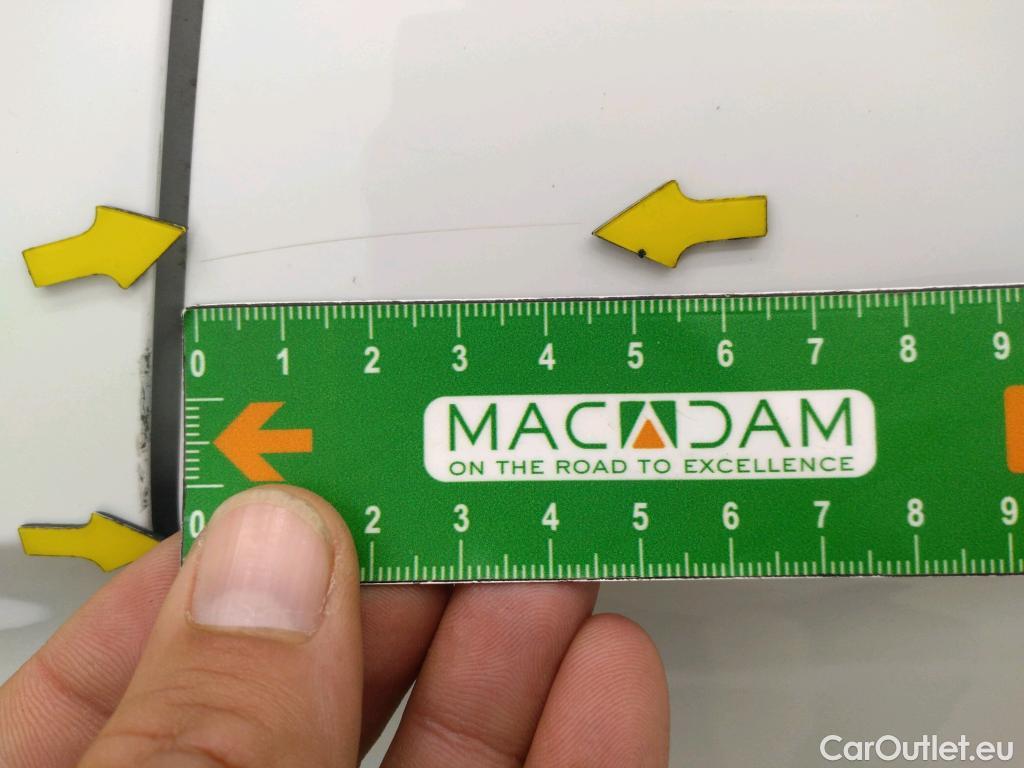 0 1 2 3 4 5 6 7 8 9
MACADAM
ON THE ROAD TO EXCELLENCE
0 2 3 4 5 6 7 8 9
CarOutlet.eu